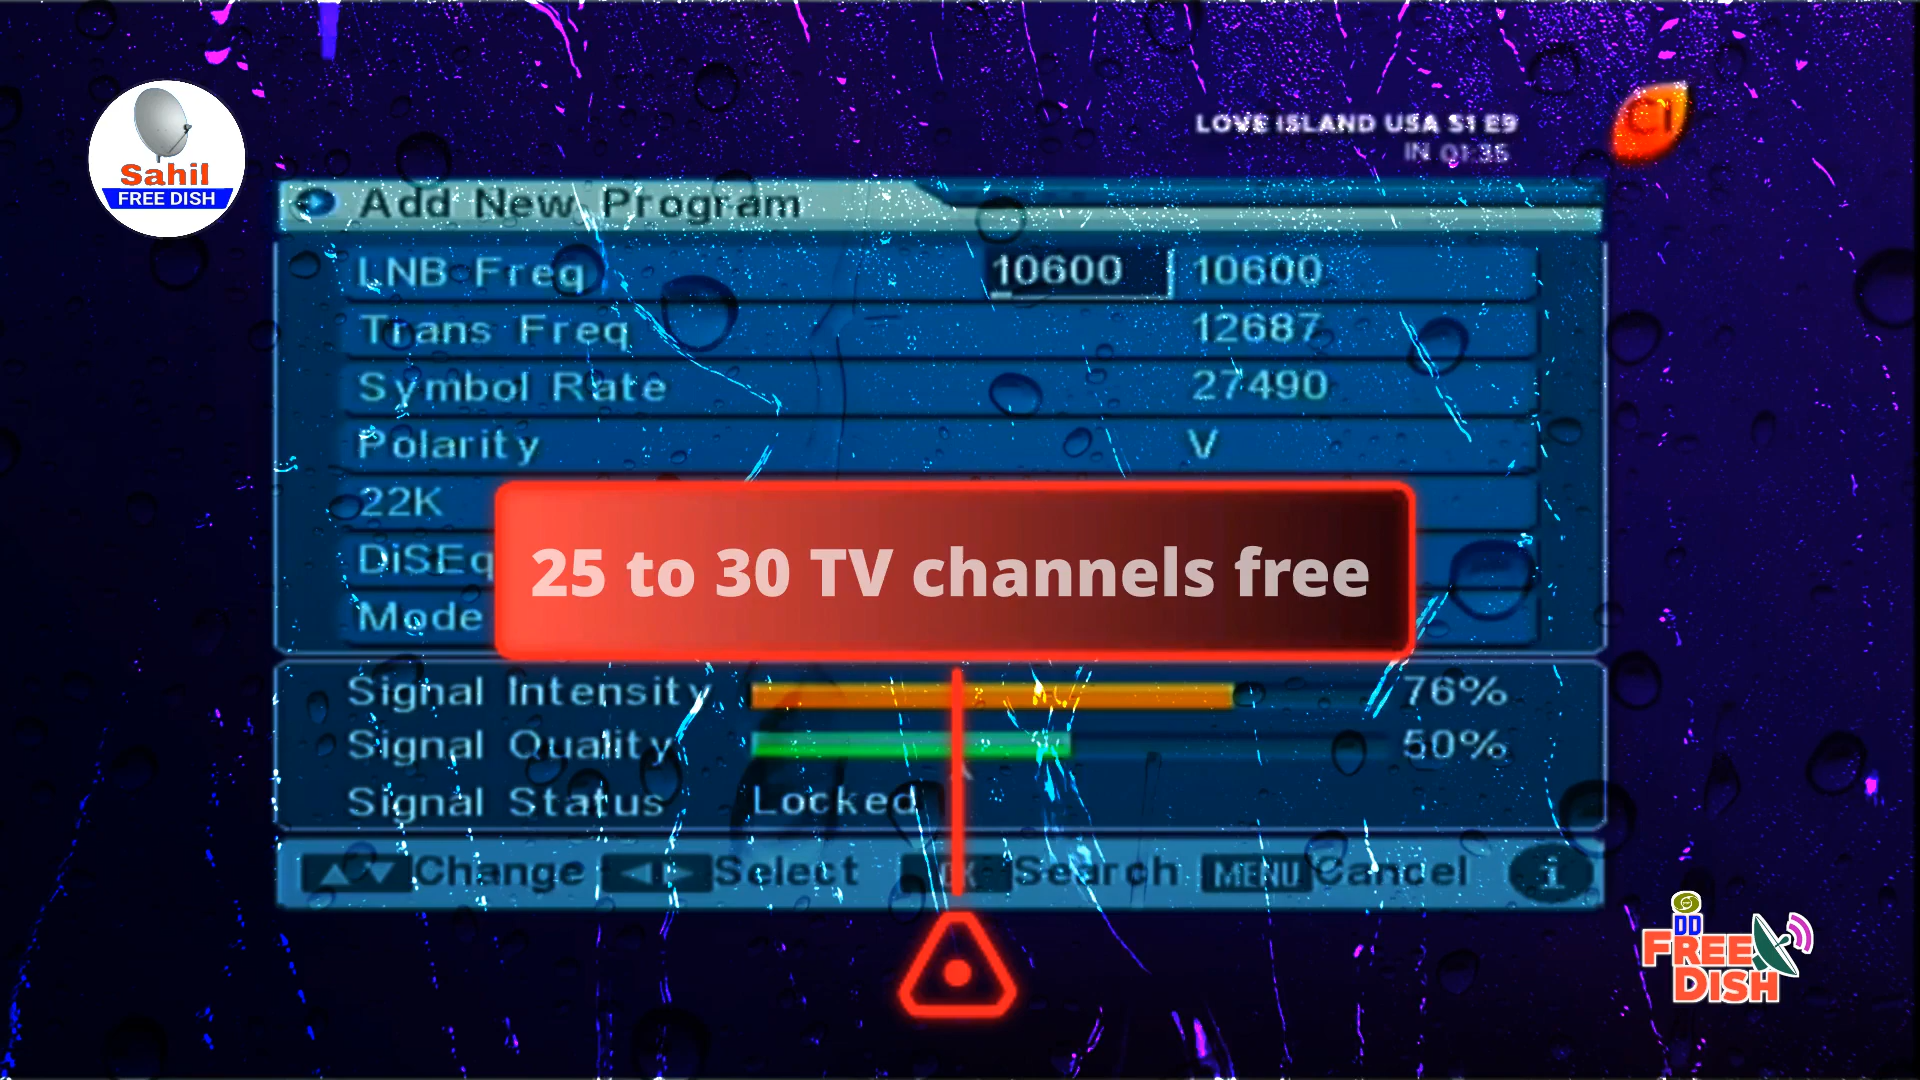 Sahil
FREE DISH
LOVE ISLAND USA S1 E9
IN 01:35
C1
Add New Program
LNB Freq 10600 10600
Trans Freq 12687
Symbol Rate 27490
Polarity V
22K
DiSEq
Mode
25 to 30 TV channels free
Signal Intensity 76%
Signal Quality 50%
Signal Status Locked
Change Select OK Search MENU Cancel i
DD
FREE
DISH